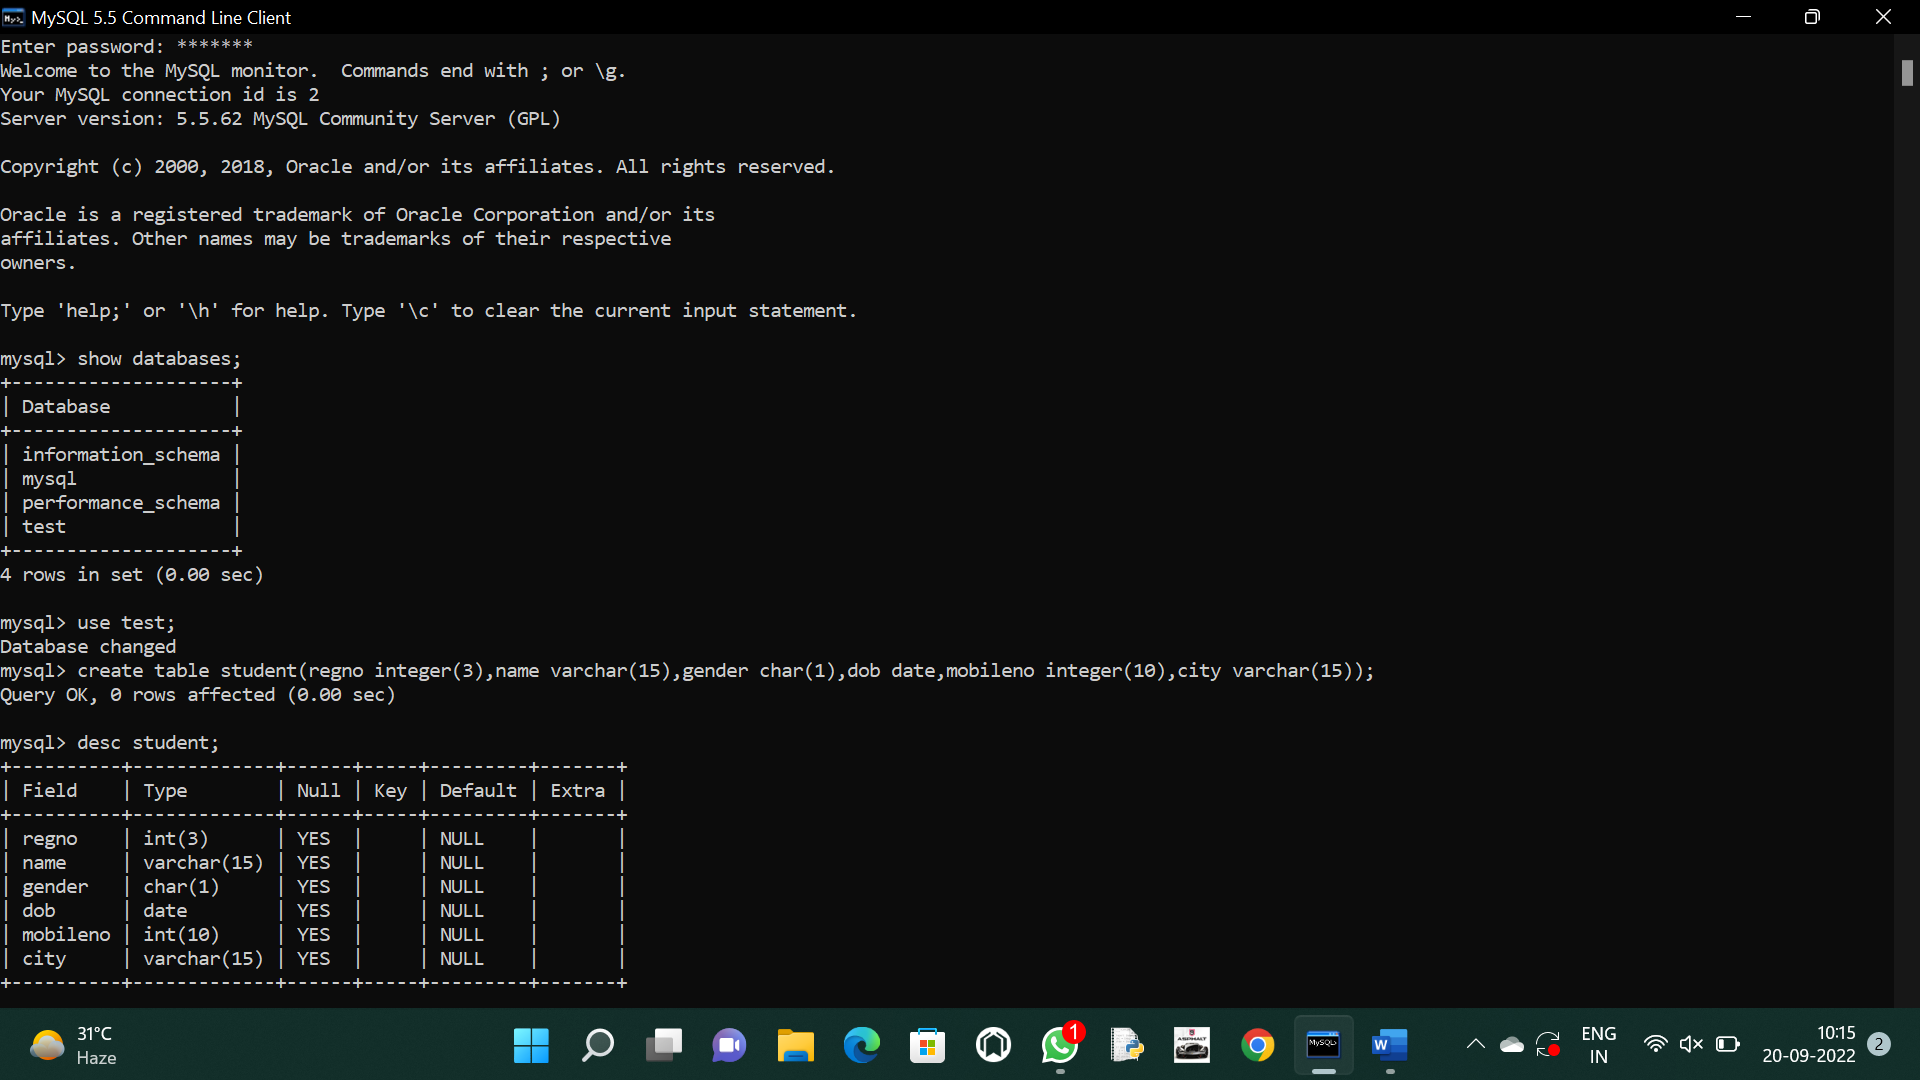 MySQL 5.5 Command Line Client
Enter password: *******
Welcome to the MySQL monitor.  Commands end with ; or \g.
Your MySQL connection id is 2
Server version: 5.5.62 MySQL Community Server (GPL)

Copyright (c) 2000, 2018, Oracle and/or its affiliates. All rights reserved.

Oracle is a registered trademark of Oracle Corporation and/or its
affiliates. Other names may be trademarks of their respective
owners.

Type 'help;' or '\h' for help. Type '\c' to clear the current input statement.

mysql> show databases;
+--------------------+
| Database           |
+--------------------+
| information_schema |
| mysql              |
| performance_schema |
| test               |
+--------------------+
4 rows in set (0.00 sec)

mysql> use test;
Database changed
mysql> create table student(regno integer(3),name varchar(15),gender char(1),dob date,mobileno integer(10),city varchar(15));
Query OK, 0 rows affected (0.00 sec)

mysql> desc student;
+----------+-------------+------+-----+---------+-------+
| Field    | Type        | Null | Key | Default | Extra |
+----------+-------------+------+-----+---------+-------+
| regno    | int(3)      | YES  |     | NULL    |       |
| name     | varchar(15) | YES  |     | NULL    |       |
| gender   | char(1)     | YES  |     | NULL    |       |
| dob      | date        | YES  |     | NULL    |       |
| mobileno | int(10)     | YES  |     | NULL    |       |
| city     | varchar(15) | YES  |     | NULL    |       |
+----------+-------------+------+-----+---------+-------+
31°C
Haze
1
ASPHALT
MySQL>
W
ENG
IN
10:15
20-09-2022
2